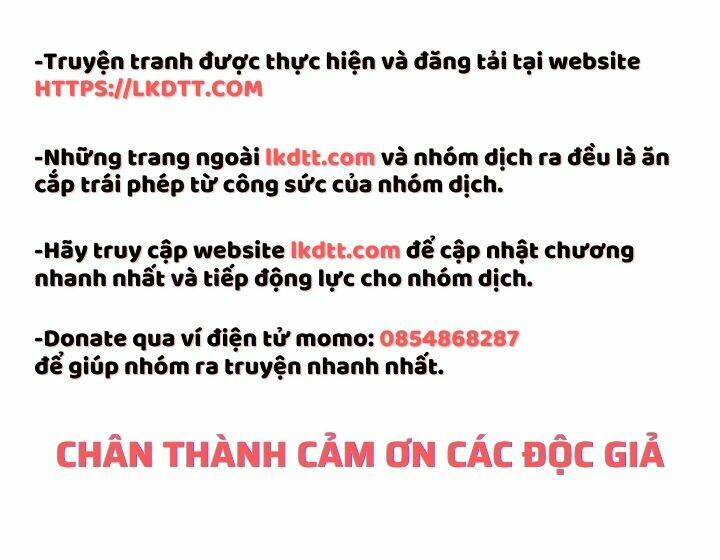 -Truyện tranh được thực hiện và đăng tải tại website
HTTPS://LKDTT.COM
-Những trang ngoài lkdtt.com và nhóm dịch ra đều là ăn
cắp trái phép từ công sức của nhóm dịch.
-Hãy truy cập website lkdtt.com để cập nhật chương
nhanh nhất và tiếp động lực cho nhóm dịch.
-Donate qua ví điện tử momo: 0854868287
để giúp nhóm ra truyện nhanh nhất.
CHÂN THÀNH CẢM ƠN CÁC ĐỘC GIẢ